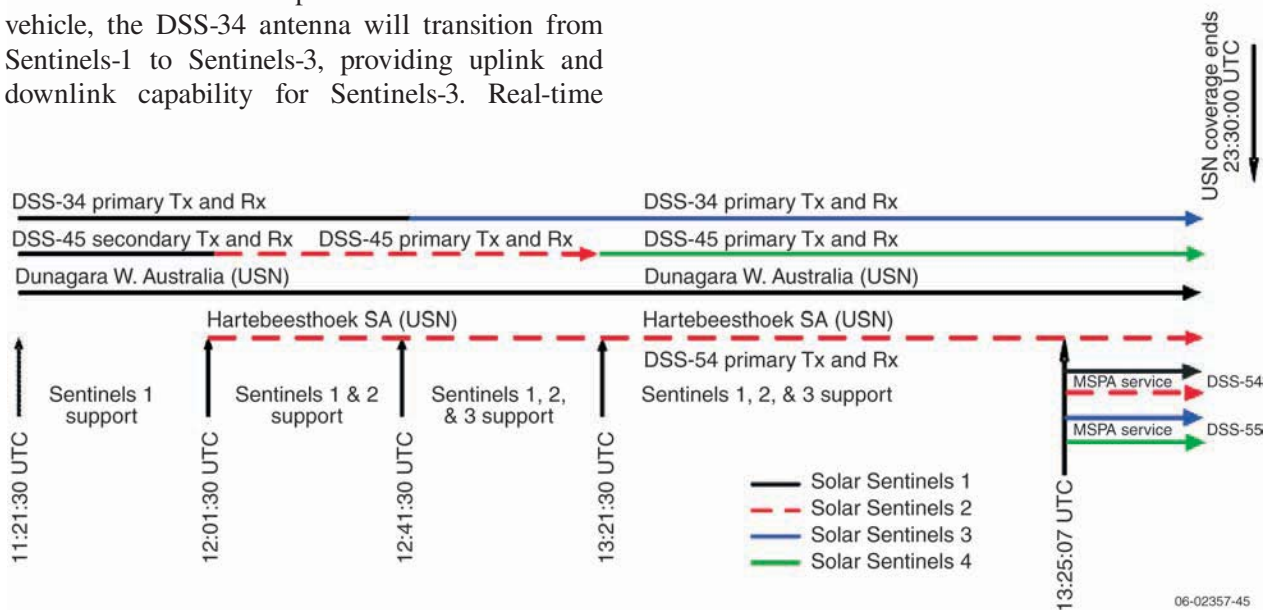 vehicle, the DSS-34 antenna will transition from
Sentinels-1 to Sentinels-3, providing uplink and
downlink capability for Sentinels-3. Real-time
USN coverage ends
23:30:00 UTC
DSS-34 primary Tx and Rx
DSS-34 primary Tx and Rx
DSS-45 secondary Tx and Rx
DSS-45 primary Tx and Rx
DSS-45 primary Tx and Rx
Dunagara W. Australia (USN)
Dunagara W. Australia (USN)
Hartebeesthoek SA (USN)
Hartebeesthoek SA (USN)
DSS-54 primary Tx and Rx
Sentinels 1
support
Sentinels 1 & 2
support
Sentinels 1, 2,
& 3 support
Sentinels 1, 2, & 3 support
MSPA service
DSS-54
MSPA service
DSS-55
11:21:30 UTC
12:01:30 UTC
12:41:30 UTC
13:21:30 UTC
13:25:07 UTC
Solar Sentinels 1
Solar Sentinels 2
Solar Sentinels 3
Solar Sentinels 4
06-02357-45